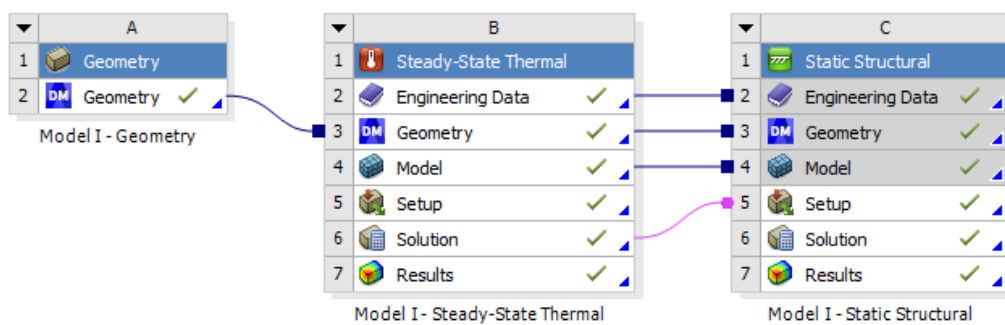 A
1 Geometry
2 DM Geometry
Model I - Geometry
B
1 Steady-State Thermal
2 Engineering Data
3 DM Geometry
4 Model
5 Setup
6 Solution
7 Results
Model I - Steady-State Thermal
C
1 Static Structural
2 Engineering Data
3 DM Geometry
4 Model
5 Setup
6 Solution
7 Results
Model I - Static Structural